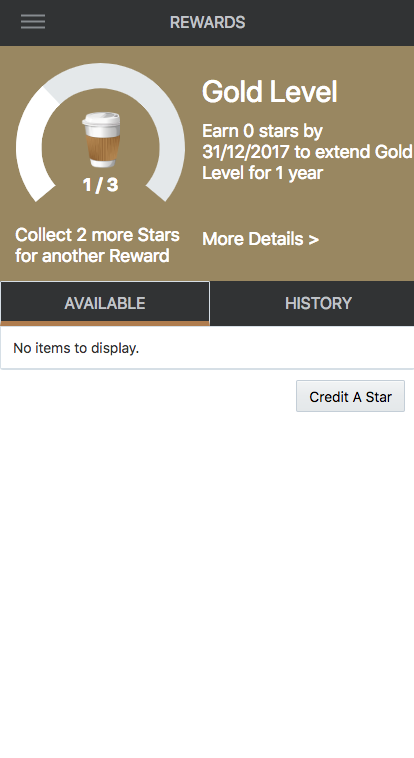 REWARDS
Gold Level
Earn 0 stars by
31/12/2017 to extend Gold
Level for 1 year
1 / 3
Collect 2 more Stars
for another Reward
More Details >
AVAILABLE
HISTORY
No items to display.
Credit A Star